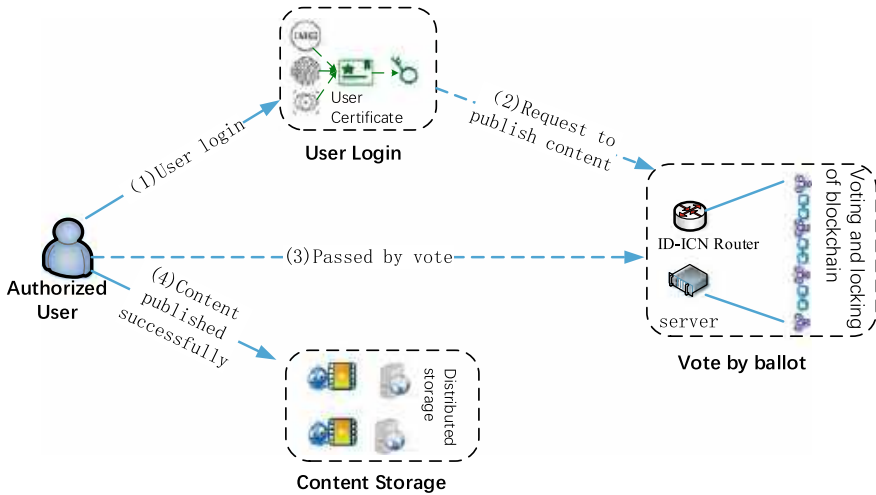 User
Certificate
User Login
(1)User login
(2)Request to
publish content
Voting and locking
of blockchain
ID-ICN Router
server
Vote by ballot
(3)Passed by vote
Authorized
User
(4)Content
published
successfully
Distributed
storage
Content Storage